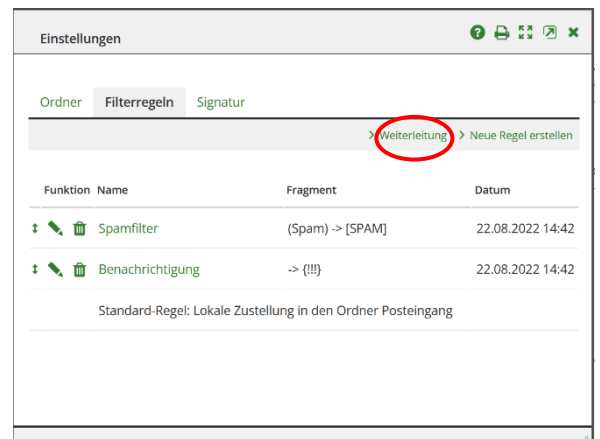 Einstellungen
Ordner Filterregeln Signatur
> Weiterleitung > Neue Regel erstellen
Funktion Name Fragment Datum
Spamfilter (Spam) -> [SPAM] 22.08.2022 14:42
Benachrichtigung -> {!!!} 22.08.2022 14:42
Standard-Regel: Lokale Zustellung in den Ordner Posteingang